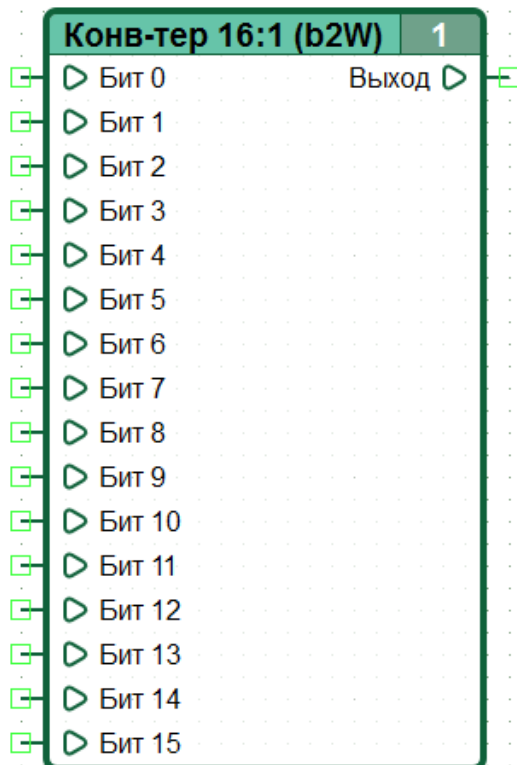 Конв-тер 16:1 (b2W) 1
Бит 0 Выход
Бит 1
Бит 2
Бит 3
Бит 4
Бит 5
Бит 6
Бит 7
Бит 8
Бит 9
Бит 10
Бит 11
Бит 12
Бит 13
Бит 14
Бит 15